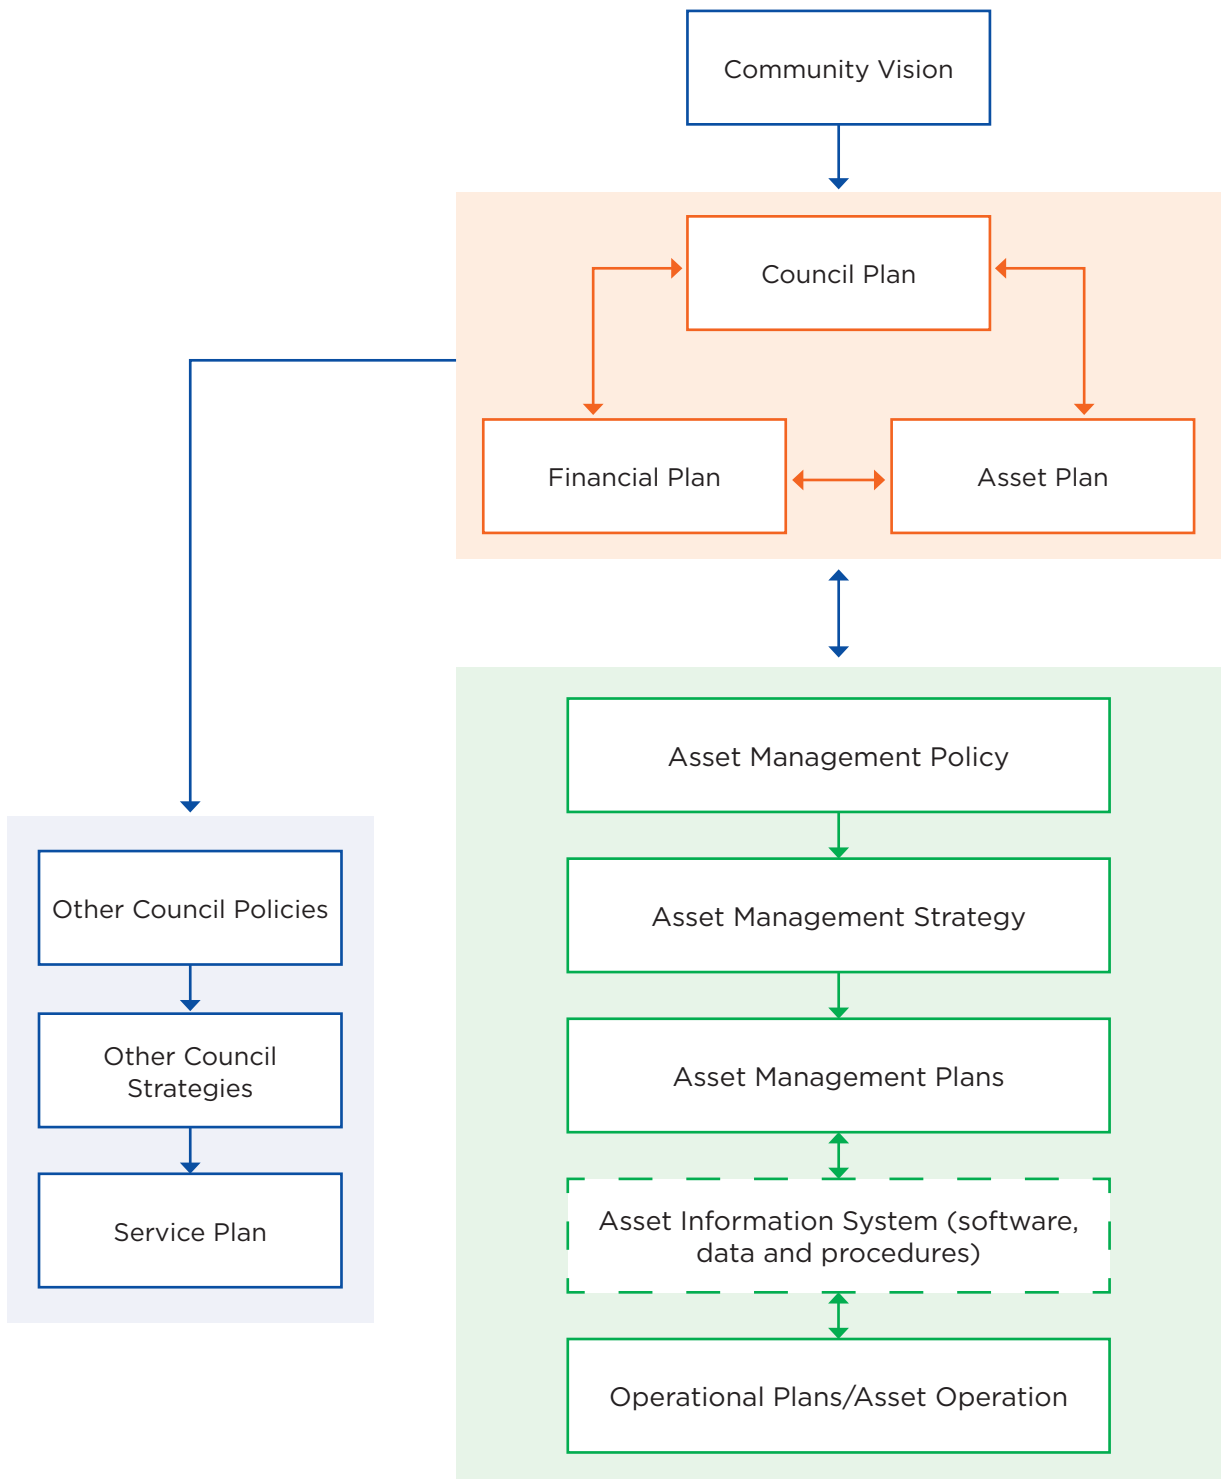 Community Vision
Council Plan
Financial Plan
Asset Plan
Asset Management Policy
Asset Management Strategy
Asset Management Plans
Asset Information System (software,
data and procedures)
Operational Plans/Asset Operation
Other Council Policies
Other Council
Strategies
Service Plan